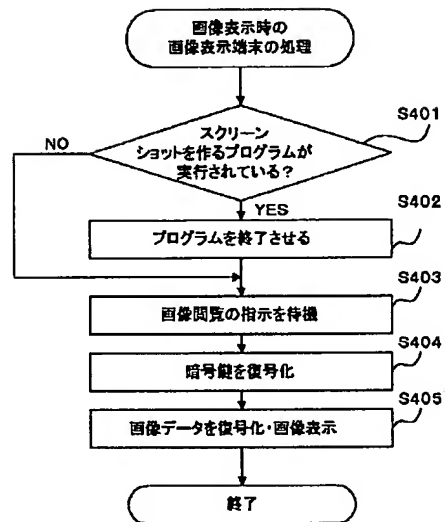 画像表示時の
画像表示端末の処理
S401
スクリーン
ショットを作るプログラムが
実行されている?
NO
YES
S402
プログラムを終了させる
S403
画像閲覧の指示を待機
S404
暗号鍵を復号化
S405
画像データを復号化・画像表示
終了